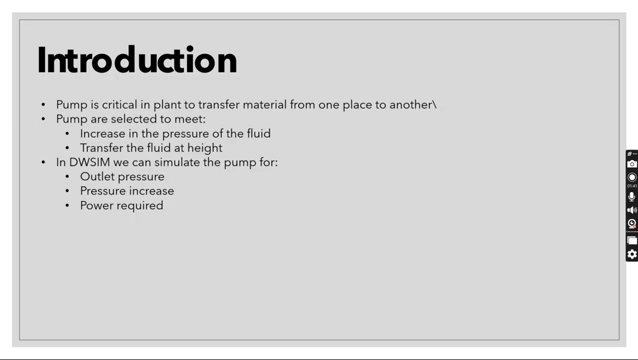 Introduction
• Pump is critical in plant to transfer material from one place to another\
• Pump are selected to meet:
• Increase in the pressure of the fluid
• Transfer the fluid at height
• In DWSIM we can simulate the pump for:
• Outlet pressure
• Pressure increase
• Power required